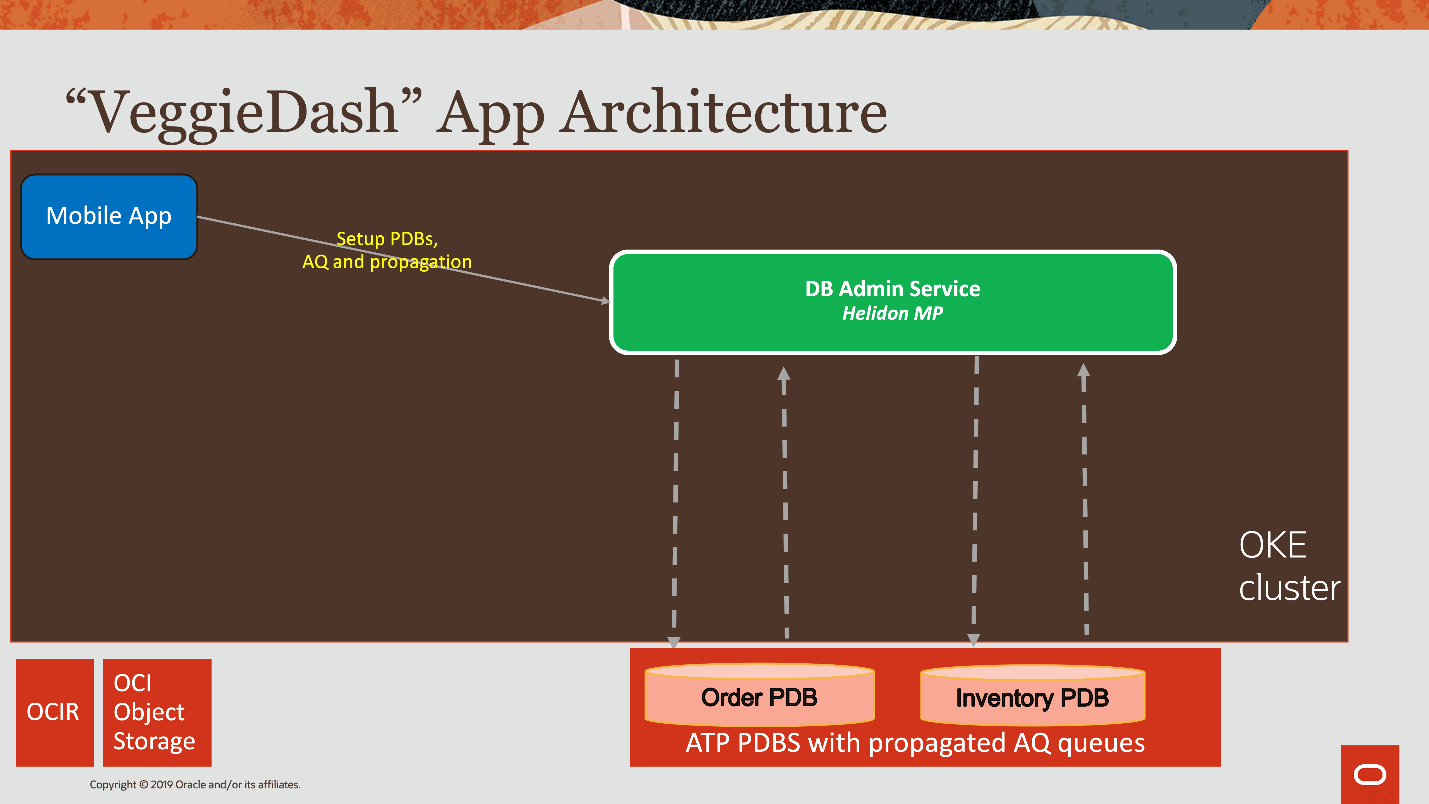 “VeggieDash” App Architecture
Mobile App
Setup PDBs,
AQ and propagation
DB Admin Service
Helidon MP
OKE
cluster
OCIR
OCI
Object
Storage
Order PDB
Inventory PDB
ATP PDBS with propagated AQ queues
Copyright © 2019 Oracle and/or its affiliates.